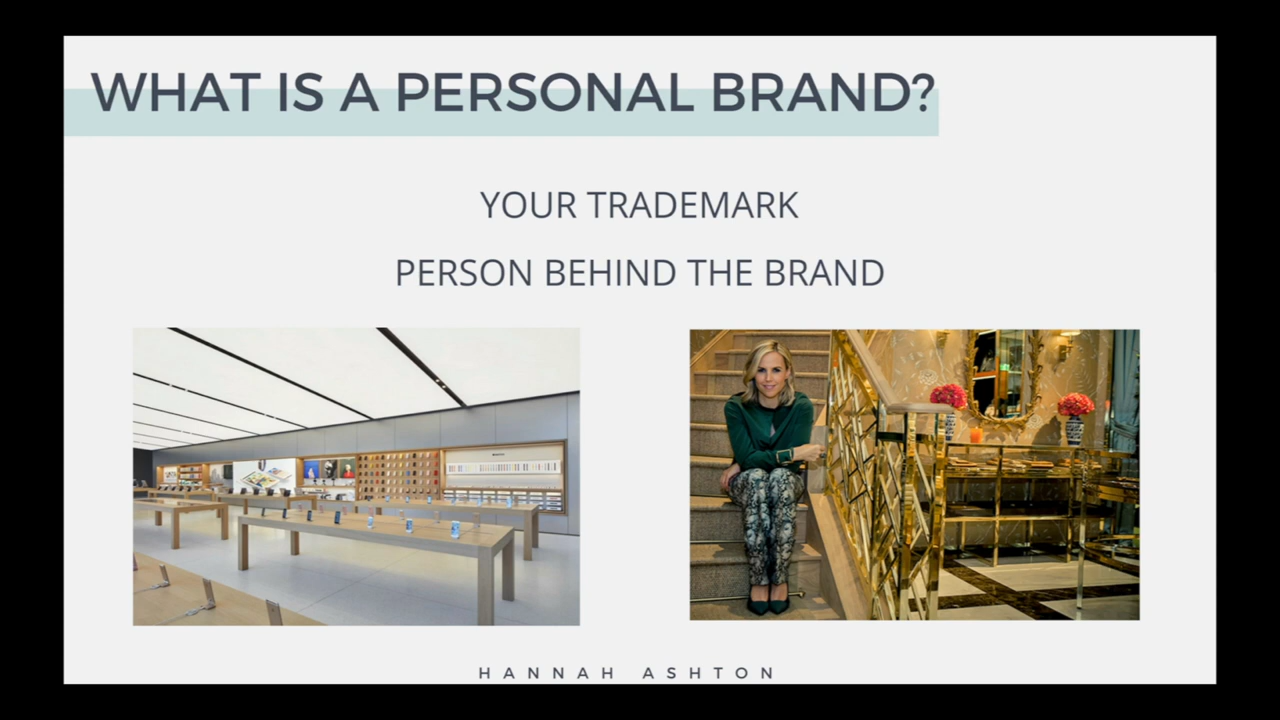 WHAT IS A PERSONAL BRAND?
YOUR TRADEMARK
PERSON BEHIND THE BRAND
HANNAH ASHTON